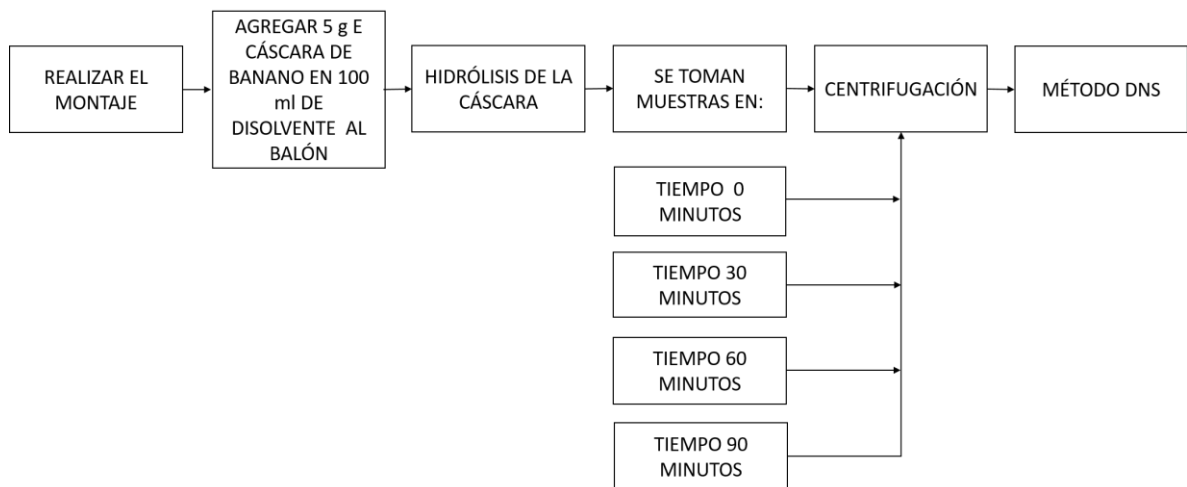 REALIZAR EL
MONTAJE
AGREGAR 5 g E
CÁSCARA DE
BANANO EN 100
ml DE
DISOLVENTE AL
BALÓN
HIDRÓLISIS DE LA
CÁSCARA
SE TOMAN
MUESTRAS EN:
CENTRIFUGACIÓN
MÉTODO DNS
TIEMPO 0
MINUTOS
TIEMPO 30
MINUTOS
TIEMPO 60
MINUTOS
TIEMPO 90
MINUTOS